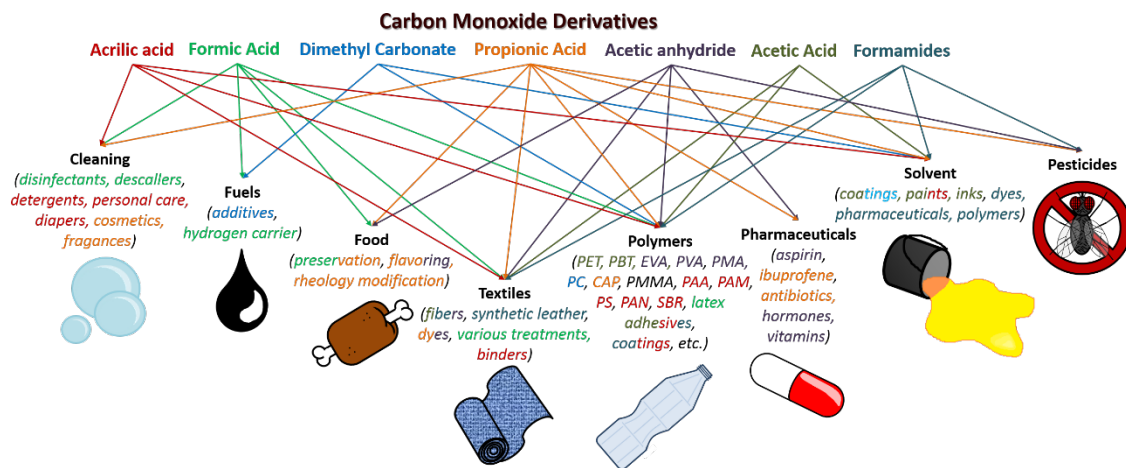 Carbon Monoxide Derivatives
Acrilic acid Formic Acid Dimethyl Carbonate Propionic Acid Acetic anhydride Acetic Acid Formamides
Cleaning
(disinfectants, descallers,
detergents, personal care,
diapers, cosmetics,
fragances)
Fuels
(additives,
hydrogen carrier)
Food
(preservation, flavoring,
rheology modification)
Textiles
(fibers, synthetic leather,
dyes, various treatments,
binders)
Polymers
(PET, PBT, EVA, PVA, PMA,
PC, CAP, PMMA, PAA, PAM,
PS, PAN, SBR, latex
adhesives,
coatings, etc.)
Pharmaceuticals
(aspirin,
ibuprofene,
antibiotics,
hormones,
vitamins)
Solvent
(coatings, paints, inks, dyes,
pharmaceuticals, polymers)
Pesticides